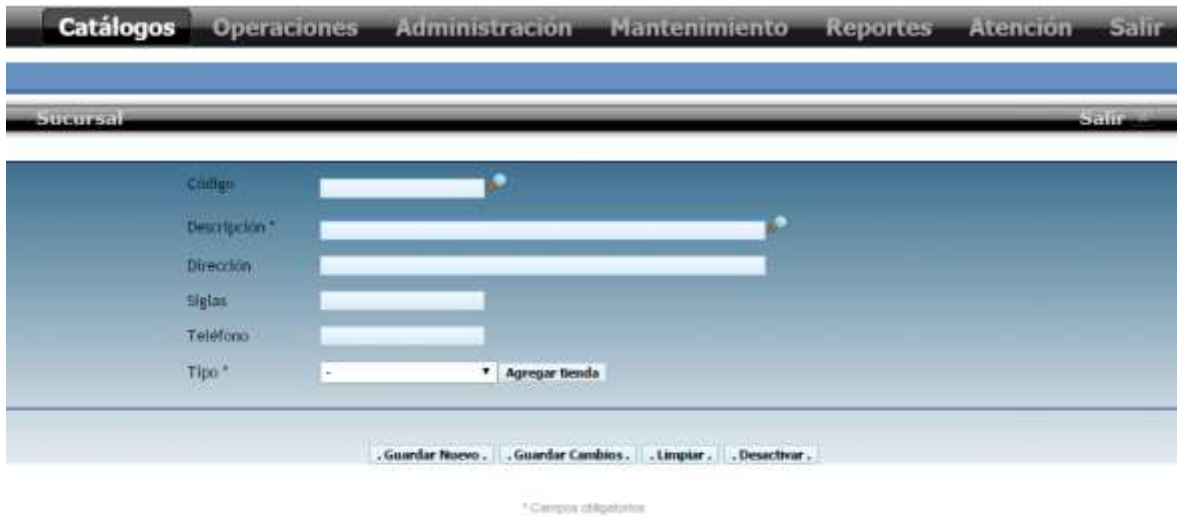 Catálogos Operaciones Administración Mantenimiento Reportes Atención Salir
Sucursal Salir
Código
Descripción *
Dirección
Siglas
Teléfono
Tipo * - Agregar tienda
. Guardar Nuevo . . Guardar Cambios . . Limpiar . . Desactivar .
* Campos obligatorios